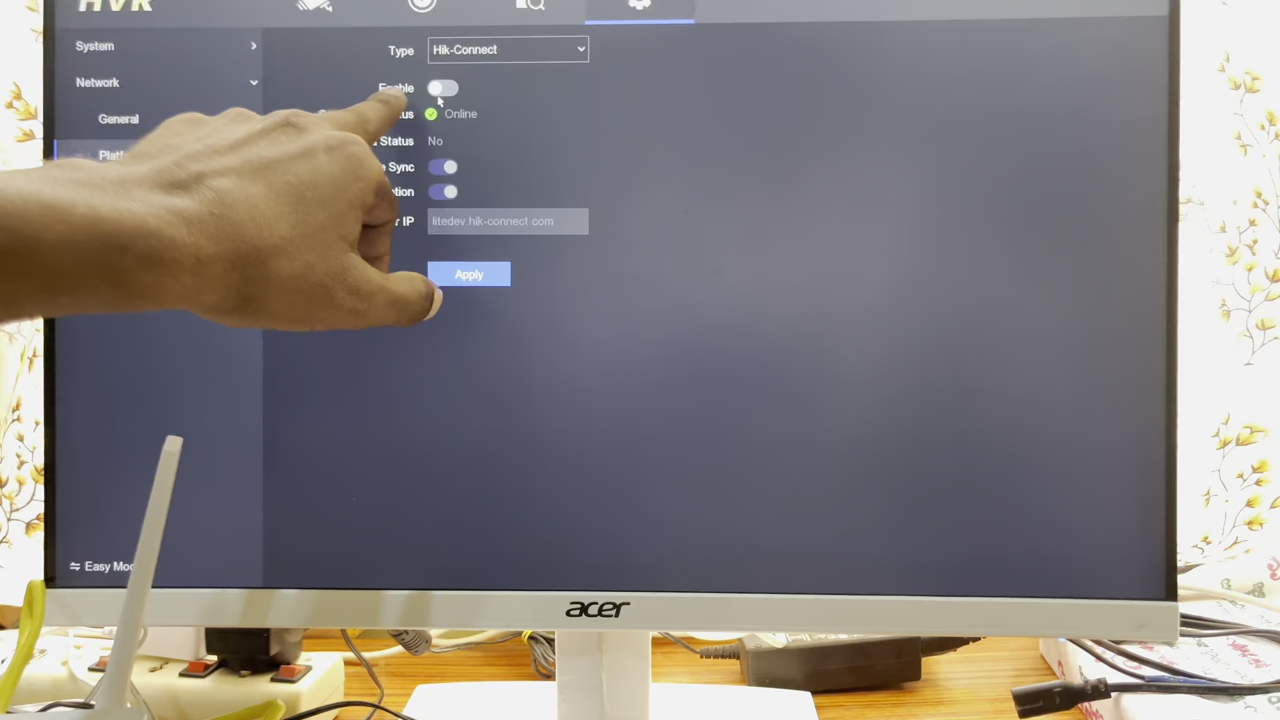 HVR
System
Type Hik-Connect
Network
Enable
General
Online
Status No
Sync
IP litedev.hik-connect.com
Apply
Easy
acer